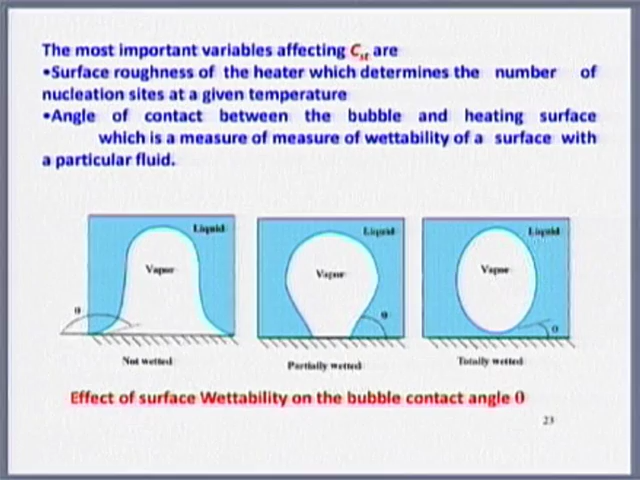 The most important variables affecting Csf are
•Surface roughness of the heater which determines the number of
nucleation sites at a given temperature
•Angle of contact between the bubble and heating surface
which is a measure of measure of wettability of a surface with
a particular fluid.
Liquid Liquid Liquid
Vapor Vapor Vapor
θ θ θ
Not wetted Partially wetted Totally wetted
Effect of surface Wettability on the bubble contact angle θ
23